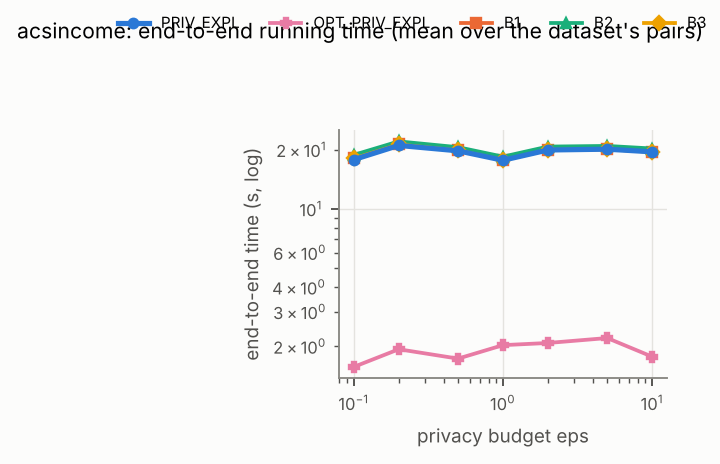 PRIV_EXPL OPT_PRIV_EXPL B1 B2 B3
acsincome: end-to-end running time (mean over the dataset's pairs)
end-to-end time (s, log)
2 × 10¹
10¹
6 × 10⁰
4 × 10⁰
3 × 10⁰
2 × 10⁰
10⁻¹ 10⁰ 10¹
privacy budget eps